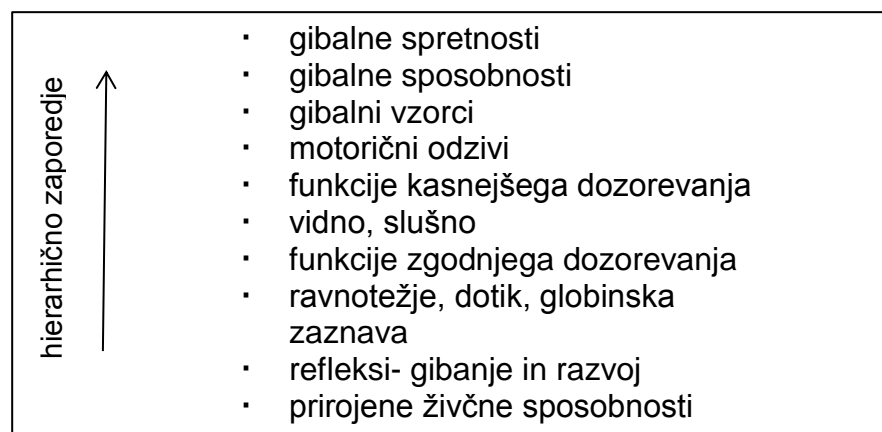 hierarhično zaporedje
▪ gibalne spretnosti
▪ gibalne sposobnosti
▪ gibalni vzorci
▪ motorični odzivi
▪ funkcije kasnejšega dozorevanja
▪ vidno, slušno
▪ funkcije zgodnjega dozorevanja
▪ ravnotežje, dotik, globinska
zaznava
▪ refleksi- gibanje in razvoj
▪ prirojene živčne sposobnosti